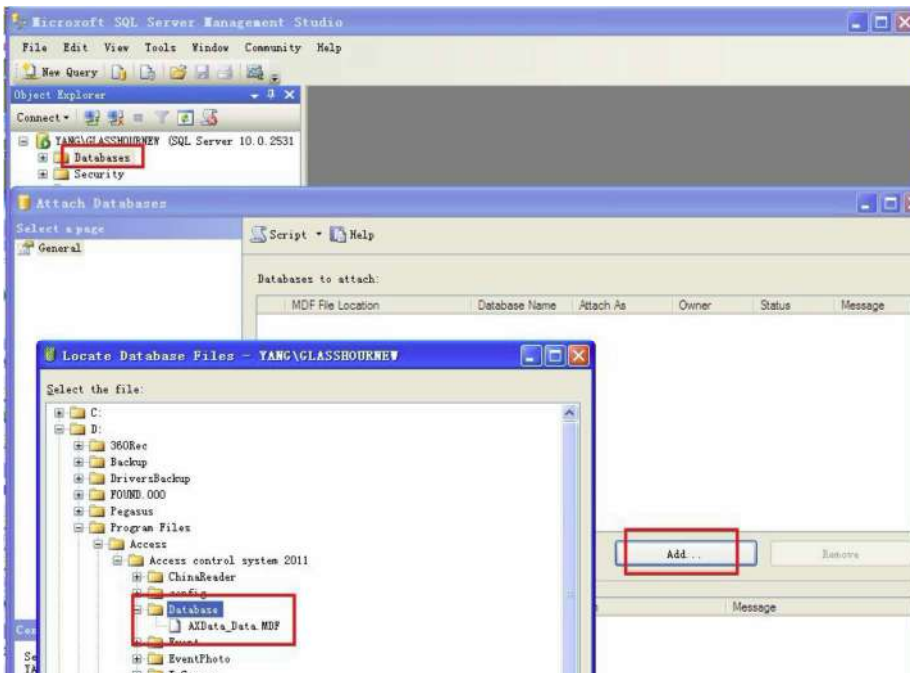 Microsoft SQL Server Management Studio
File Edit View Tools Window Community Help
New Query
Object Explorer
Connect
YANG\GLASSHOURNEW (SQL Server 10.0.2531
Databases
Security
Attach Databases
Select a page
General
Script Help
Databases to attach:
MDF File Location Database Name Attach As Owner Status Message
Locate Database Files - YANG\GLASSHOURNEW
Select the file:
C:
D:
360Rec
Backup
DriversBackup
FOUND.000
Pegasus
Program Files
Access
Access control system 2011
ChinaReader
config
Database
AXData_Data.MDF
Event
EventPhoto
Add... Remove
Message